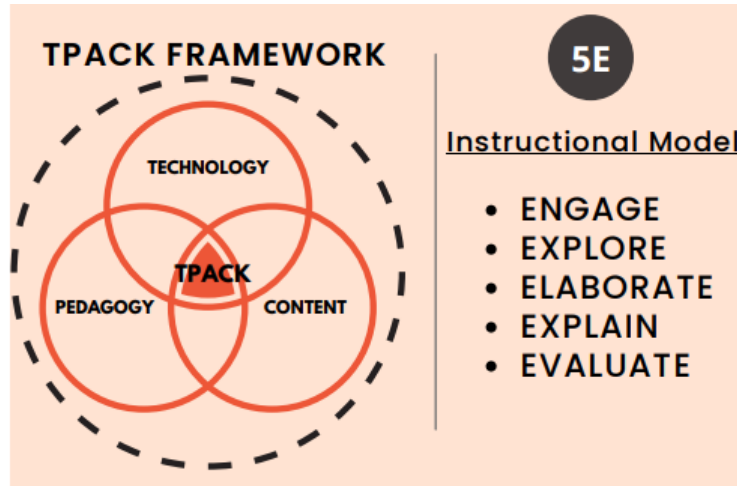 TPACK FRAMEWORK
TECHNOLOGY
TPACK
PEDAGOGY
CONTENT
5E
Instructional Model
• ENGAGE
• EXPLORE
• ELABORATE
• EXPLAIN
• EVALUATE